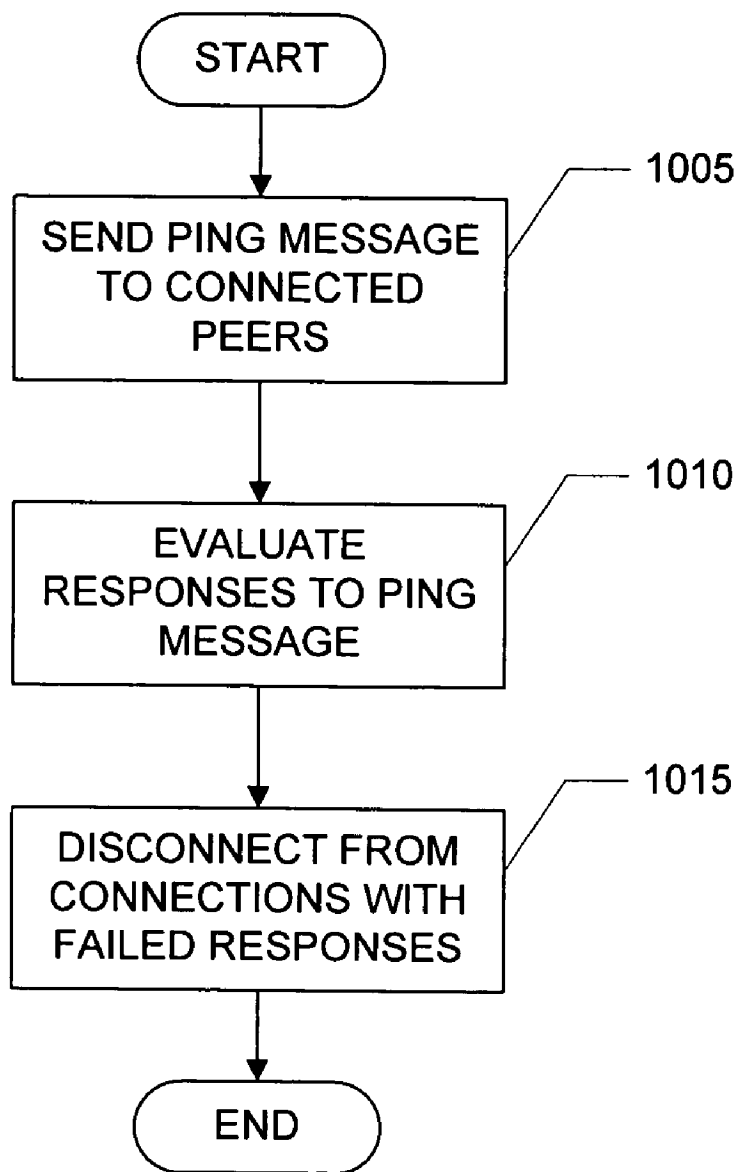 START
1005
SEND PING MESSAGE
TO CONNECTED
PEERS
1010
EVALUATE
RESPONSES TO PING
MESSAGE
1015
DISCONNECT FROM
CONNECTIONS WITH
FAILED RESPONSES
END